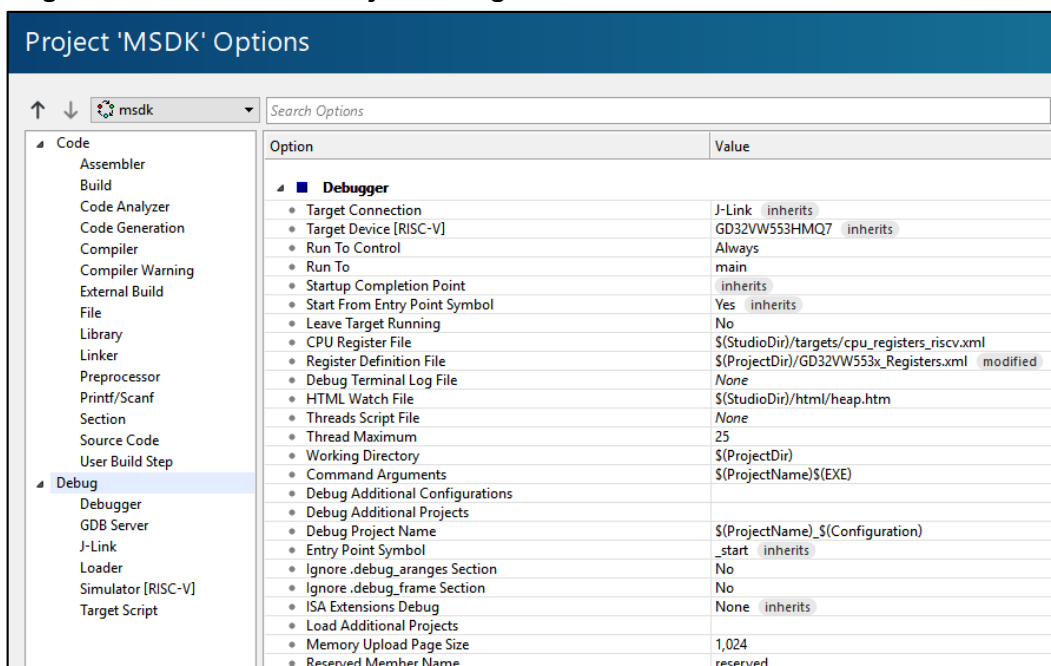 Project 'MSDK' Options
msdk
Search Options
Code
Assembler
Build
Code Analyzer
Code Generation
Compiler
Compiler Warning
External Build
File
Library
Linker
Preprocessor
Printf/Scanf
Section
Source Code
User Build Step
Debug
Debugger
GDB Server
J-Link
Loader
Simulator [RISC-V]
Target Script
Option Value
Debugger
Target Connection J-Link inherits
Target Device [RISC-V] GD32VW553HMQ7 inherits
Run To Control Always
Run To main
Startup Completion Point inherits
Start From Entry Point Symbol Yes inherits
Leave Target Running No
CPU Register File $(StudioDir)/targets/cpu_registers_riscv.xml
Register Definition File $(ProjectDir)/GD32VW553x_Registers.xml modified
Debug Terminal Log File None
HTML Watch File $(StudioDir)/html/heap.htm
Threads Script File None
Thread Maximum 25
Working Directory $(ProjectDir)
Command Arguments $(ProjectName)$(EXE)
Debug Additional Configurations
Debug Additional Projects
Debug Project Name $(ProjectName)_$(Configuration)
Entry Point Symbol _start inherits
Ignore .debug_aranges Section No
Ignore .debug_frame Section No
ISA Extensions Debug None inherits
Load Additional Projects
Memory Upload Page Size 1,024
Reserved Member Name reserved